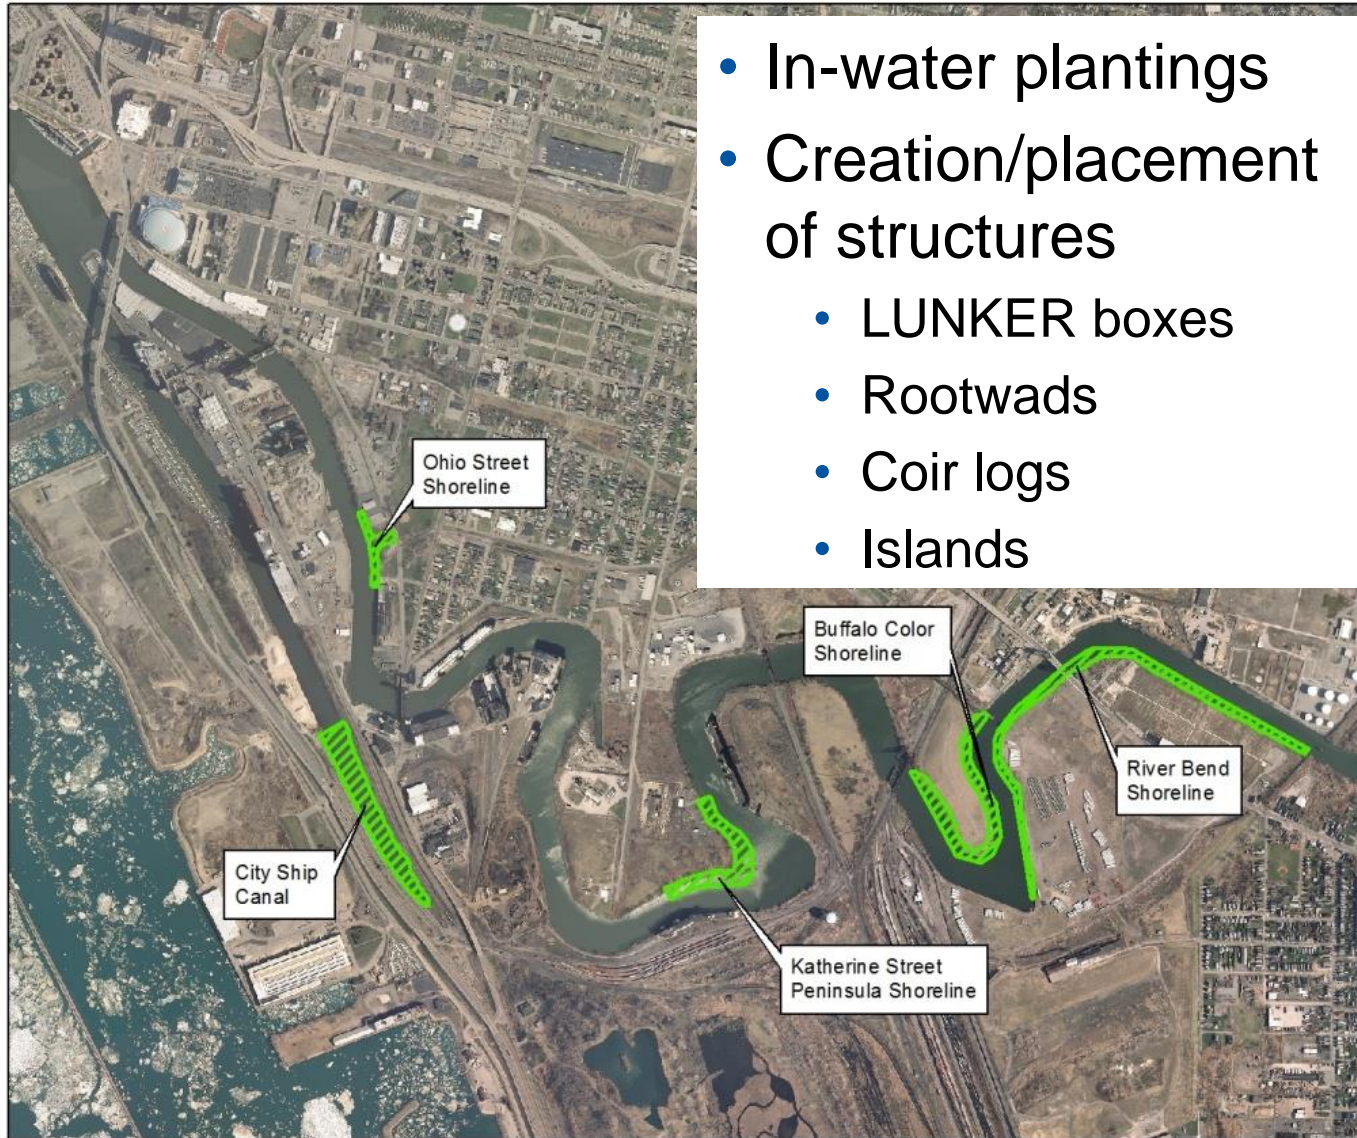 • In-water plantings
• Creation/placement
of structures
• LUNKER boxes
• Rootwads
• Coir logs
• Islands
Ohio Street
Shoreline
Buffalo Color
Shoreline
River Bend
Shoreline
City Ship
Canal
Katherine Street
Peninsula Shoreline